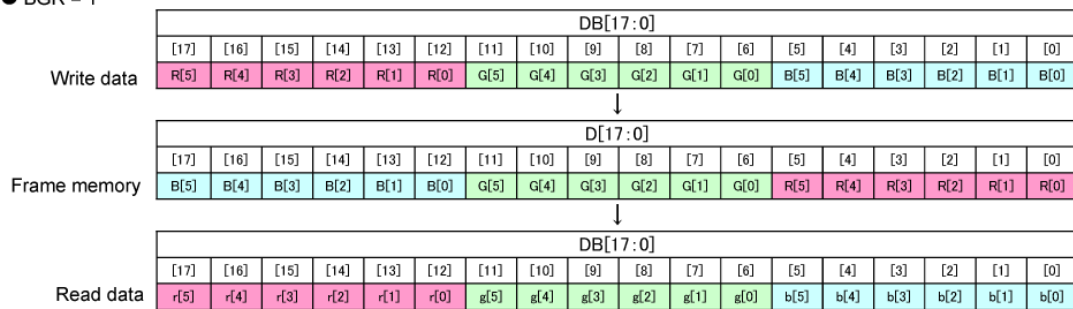 DB[17:0]
[17] [16] [15] [14] [13] [12] [11] [10] [9] [8] [7] [6] [5] [4] [3] [2] [1] [0]
Write data R[5] R[4] R[3] R[2] R[1] R[0] G[5] G[4] G[3] G[2] G[1] G[0] B[5] B[4] B[3] B[2] B[1] B[0]
↓
D[17:0]
[17] [16] [15] [14] [13] [12] [11] [10] [9] [8] [7] [6] [5] [4] [3] [2] [1] [0]
Frame memory B[5] B[4] B[3] B[2] B[1] B[0] G[5] G[4] G[3] G[2] G[1] G[0] R[5] R[4] R[3] R[2] R[1] R[0]
↓
DB[17:0]
[17] [16] [15] [14] [13] [12] [11] [10] [9] [8] [7] [6] [5] [4] [3] [2] [1] [0]
Read data r[5] r[4] r[3] r[2] r[1] r[0] g[5] g[4] g[3] g[2] g[1] g[0] b[5] b[4] b[3] b[2] b[1] b[0]